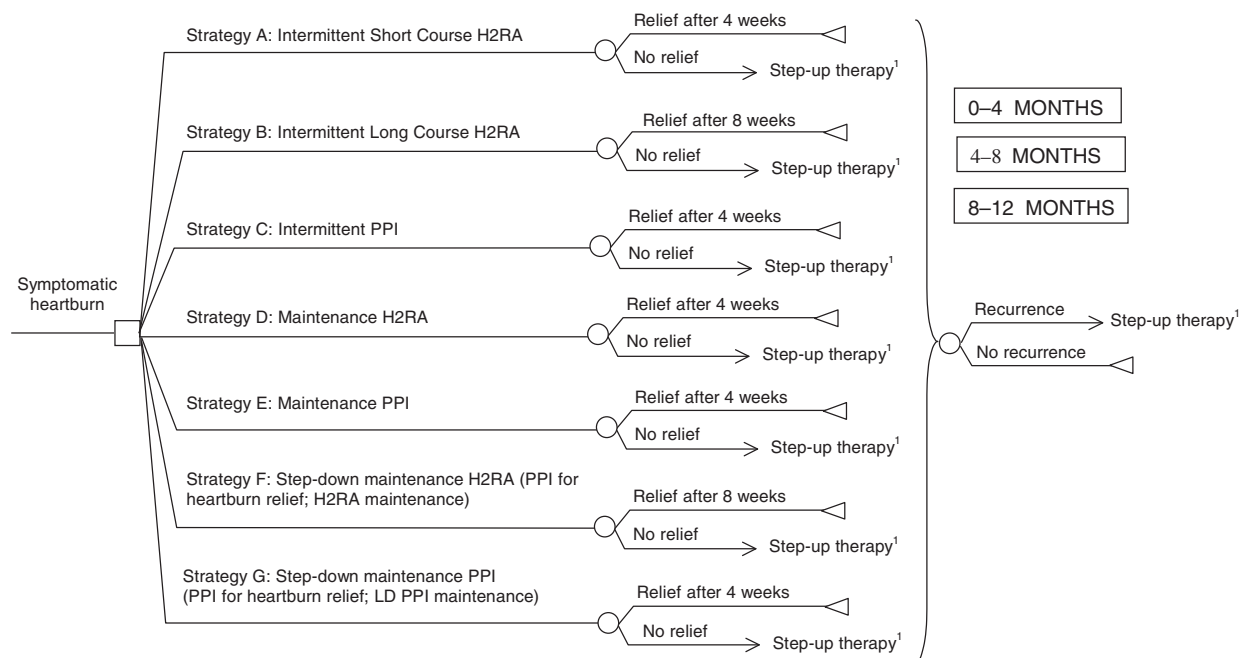 Strategy A: Intermittent Short Course H2RA
Relief after 4 weeks
No relief
Step-up therapy¹
Strategy B: Intermittent Long Course H2RA
Relief after 8 weeks
No relief
Step-up therapy¹
Strategy C: Intermittent PPI
Relief after 4 weeks
No relief
Step-up therapy¹
Symptomatic
heartburn
Strategy D: Maintenance H2RA
Relief after 4 weeks
No relief
Step-up therapy¹
Strategy E: Maintenance PPI
Relief after 4 weeks
No relief
Step-up therapy¹
Strategy F: Step-down maintenance H2RA (PPI for
heartburn relief; H2RA maintenance)
Relief after 8 weeks
No relief
Step-up therapy¹
Strategy G: Step-down maintenance PPI
(PPI for heartburn relief; LD PPI maintenance)
Relief after 4 weeks
No relief
Step-up therapy¹
0–4 MONTHS
4–8 MONTHS
8–12 MONTHS
Recurrence
Step-up therapy¹
No recurrence